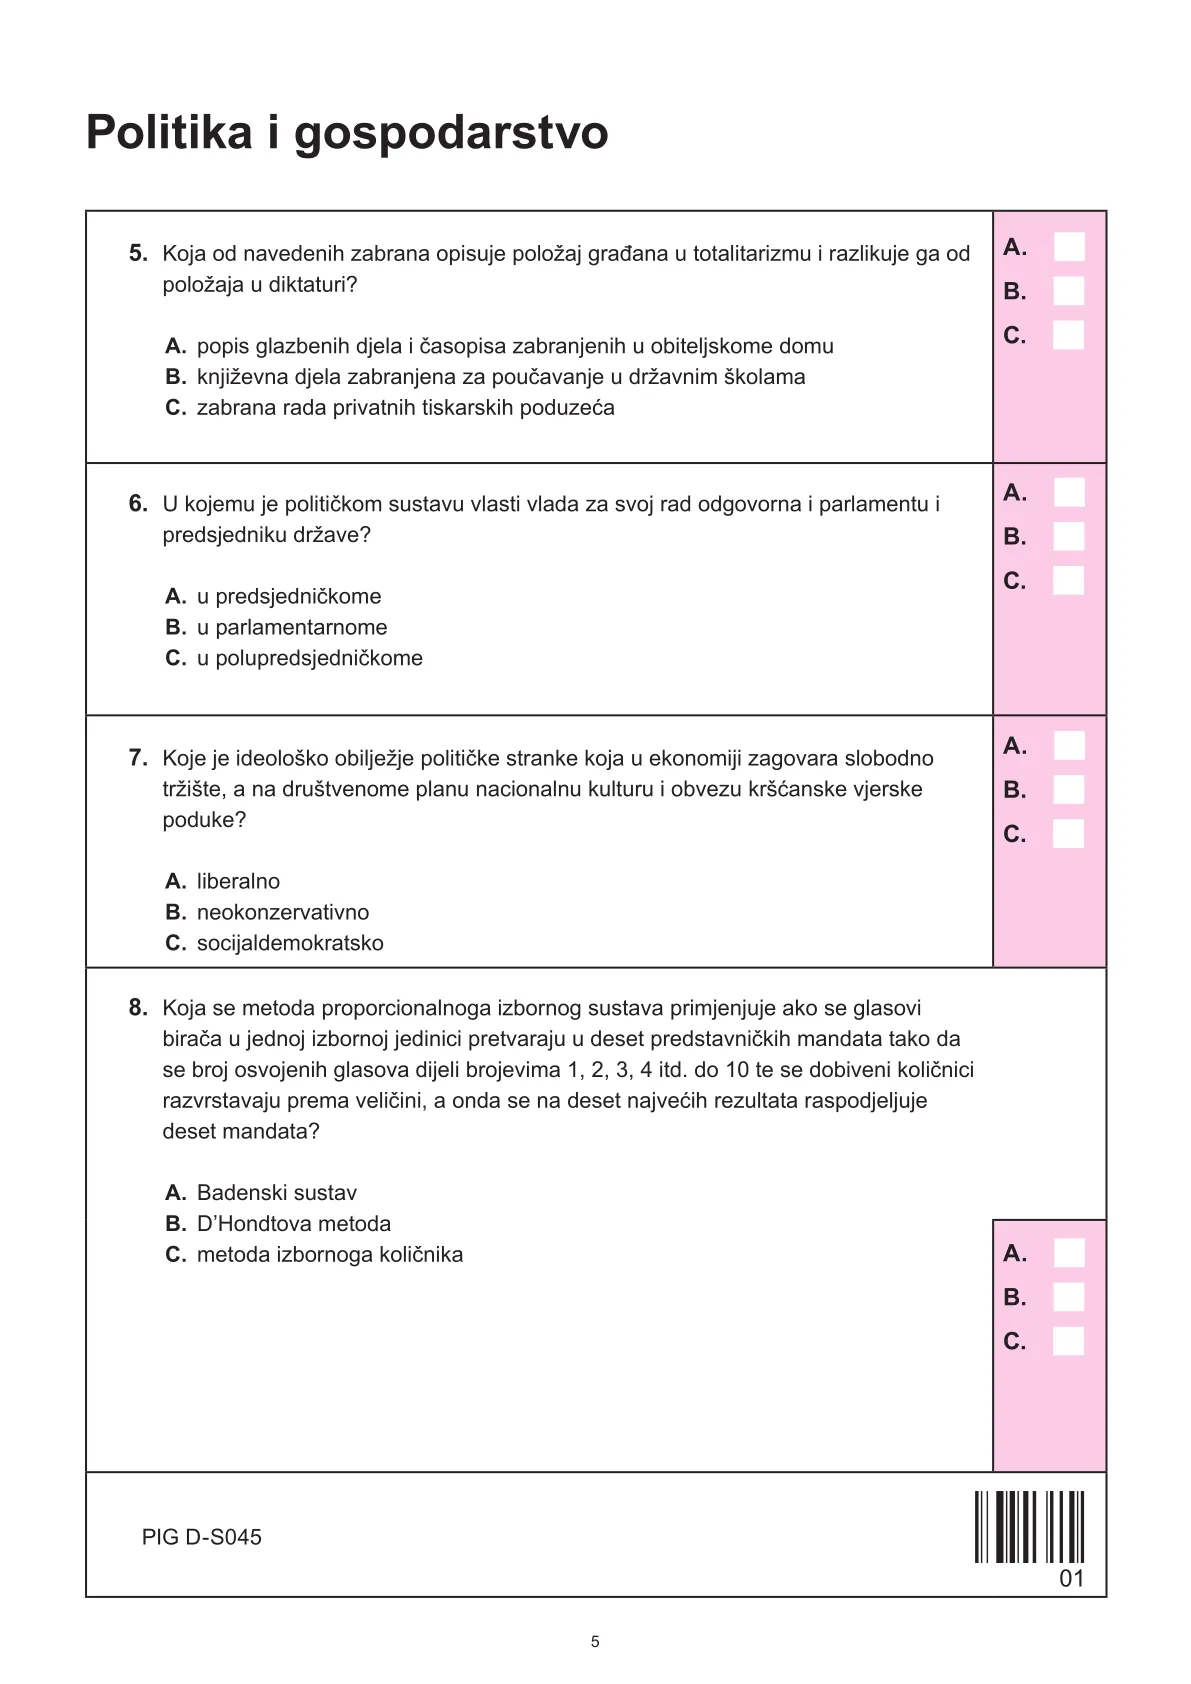 Politika i gospodarstvo
5. Koja od navedenih zabrana opisuje položaj građana u totalitarizmu i razlikuje ga od
položaja u diktaturi?
A. popis glazbenih djela i časopisa zabranjenih u obiteljskome domu
B. književna djela zabranjena za poučavanje u državnim školama
C. zabrana rada privatnih tiskarskih poduzeća
A.
B.
C.
6. U kojemu je političkom sustavu vlasti vlada za svoj rad odgovorna i parlamentu i
predsjedniku države?
A. u predsjedničkome
B. u parlamentarnome
C. u polupredsjedničkome
A.
B.
C.
7. Koje je ideološko obilježje političke stranke koja u ekonomiji zagovara slobodno
tržište, a na društvenome planu nacionalnu kulturu i obvezu kršćanske vjerske
poduke?
A. liberalno
B. neokonzervativno
C. socijaldemokratsko
A.
B.
C.
8. Koja se metoda proporcionalnoga izbornog sustava primjenjuje ako se glasovi
birača u jednoj izbornoj jedinici pretvaraju u deset predstavničkih mandata tako da
se broj osvojenih glasova dijeli brojevima 1, 2, 3, 4 itd. do 10 te se dobiveni količnici
razvrstavaju prema veličini, a onda se na deset najvećih rezultata raspodjeljuje
deset mandata?
A. Badenski sustav
B. D’Hondtova metoda
C. metoda izbornoga količnika
A.
B.
C.
PIG D-S045
01
5